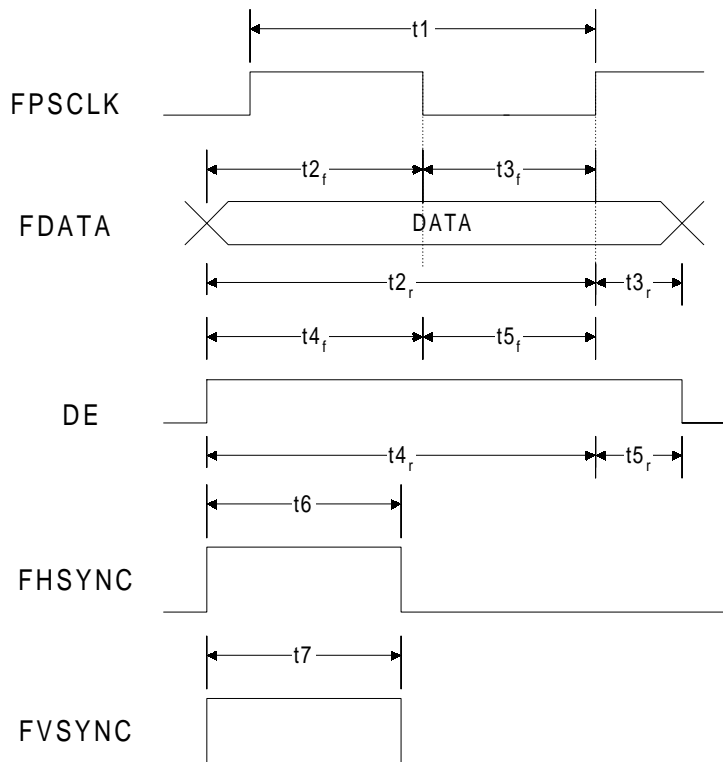 t1
FPSCLK
t2f t3f
FDATA DATA
t2r t3r
t4f t5f
DE
t4r t5r
t6
FHSYNC
t7
FVSYNC